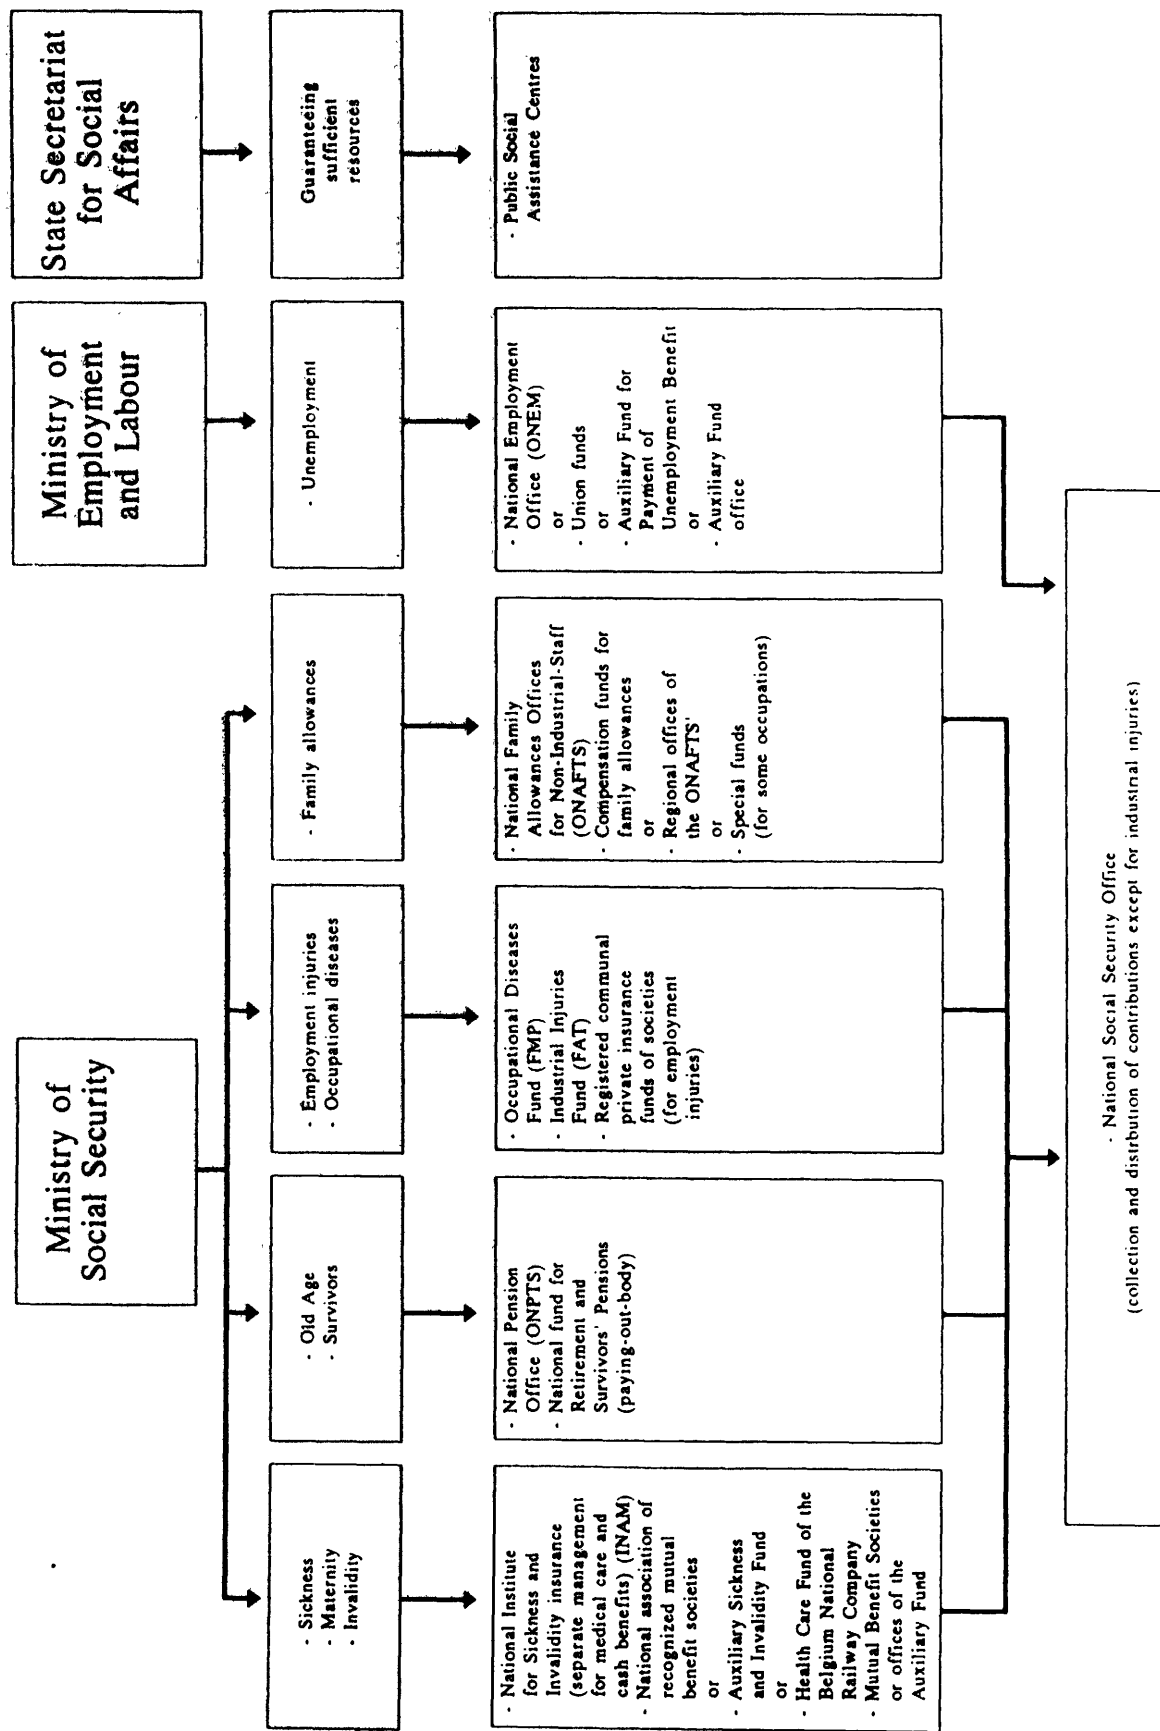 Ministry of
Social Security
Ministry of
Employment
and Labour
State Secretariat
for Social
Affairs
- Sickness
- Maternity
- Invalidity
- Old Age
- Survivors
- Employment injuries
- Occupational diseases
- Family allowances
- Unemployment
Guaranteeing
sufficient
resources
- National Institute
for Sickness and
Invalidity insurance
(separate management
for medical care and
cash benefits) (INAM)
- National association of
recognized mutual
benefit societies
or
- Auxiliary Sickness
and Invalidity Fund
or
- Health Care Fund of the
Belgium National
Railway Company
- Mutual Benefit Societies
or offices of the
Auxiliary Fund
- National Pension
Office (ONPTS)
- National fund for
Retirement and
Survivors' Pensions
(paying-out-body)
- Occupational Diseases
Fund (FMP)
- Industrial Injuries
Fund (FAT)
- Registered communal
private insurance
funds of societies
(for employment
injuries)
- National Family
Allowances Offices
for Non-Industrial-Staff
(ONAFTS)
- Compensation funds for
family allowances
or
- Regional offices of
the ONAFTS'
or
- Special funds
(for some occupations)
- National Employment
Office (ONEM)
or
- Union funds
or
- Auxiliary Fund for
Payment of
Unemployment Benefit
or
- Auxiliary Fund
office
- Public Social
Assistance Centres
- National Social Security Office
(collection and distrbution of contributions except for industrial injuries)